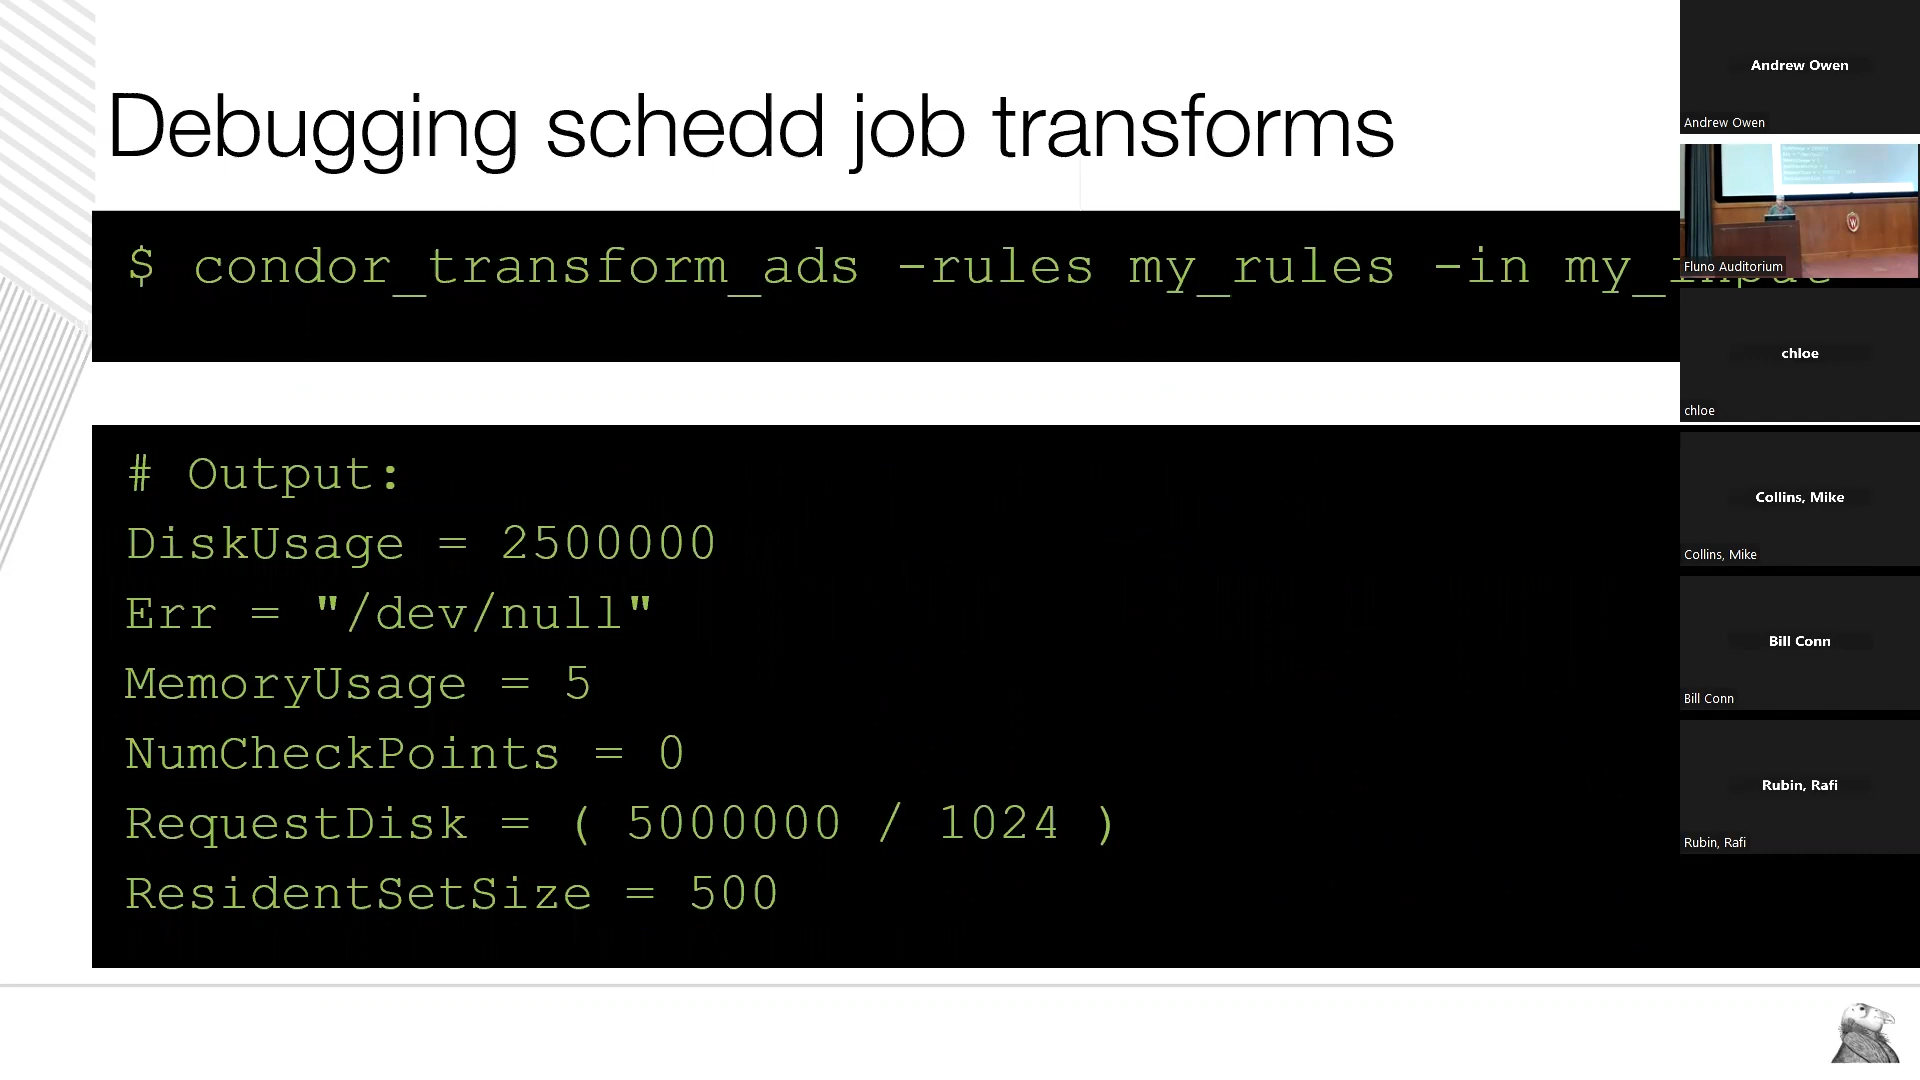 Debugging schedd job transforms
$ condor_transform_ads -rules my_rules -in my_input
# Output:
DiskUsage = 2500000
Err = "/dev/null"
MemoryUsage = 5
NumCheckPoints = 0
RequestDisk = ( 5000000 / 1024 )
ResidentSetSize = 500
Andrew Owen
Andrew Owen
Fluno Auditorium
chloe
chloe
Collins, Mike
Collins, Mike
Bill Conn
Bill Conn
Rubin, Rafi
Rubin, Rafi